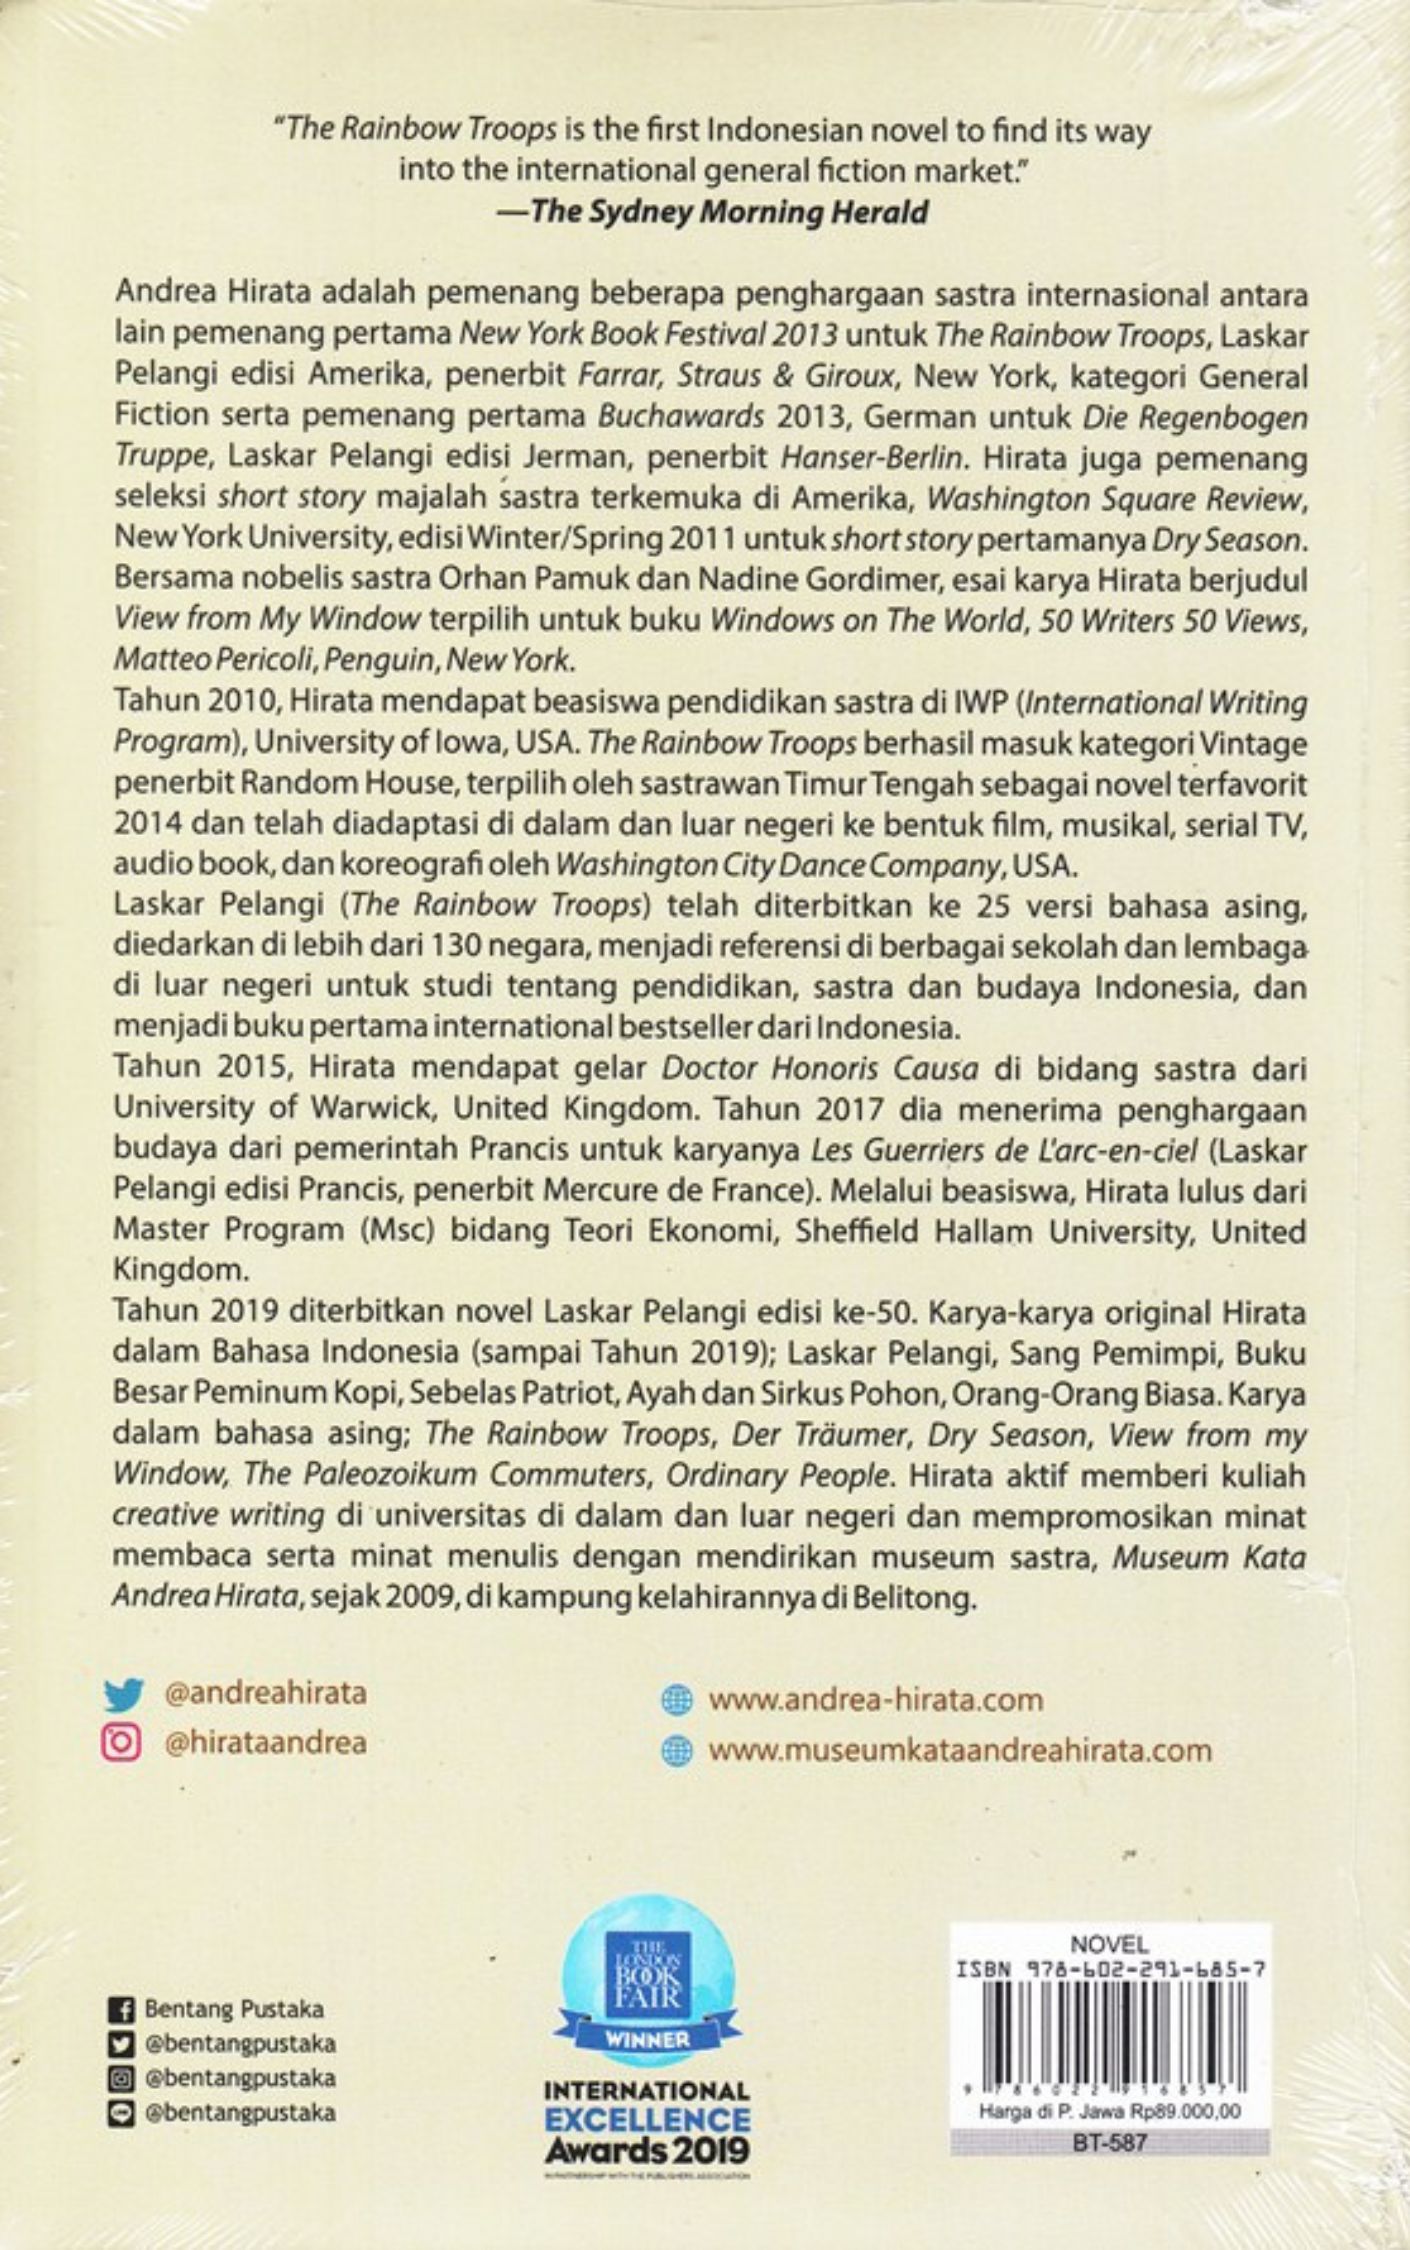 "The Rainbow Troops is the first Indonesian novel to find its way
into the international general fiction market."
—The Sydney Morning Herald
Andrea Hirata adalah pemenang beberapa penghargaan sastra internasional antara
lain pemenang pertama New York Book Festival 2013 untuk The Rainbow Troops, Laskar
Pelangi edisi Amerika, penerbit Farrar, Straus & Giroux, New York, kategori General
Fiction serta pemenang pertama Buchawards 2013, German untuk Die Regenbogen
Truppe, Laskar Pelangi edisi Jerman, penerbit Hanser-Berlin. Hirata juga pemenang
seleksi short story majalah sastra terkemuka di Amerika, Washington Square Review,
New York University, edisi Winter/Spring 2011 untuk short story pertamanya Dry Season.
Bersama nobelis sastra Orhan Pamuk dan Nadine Gordimer, esai karya Hirata berjudul
View from My Window terpilih untuk buku Windows on The World, 50 Writers 50 Views,
Matteo Pericoli, Penguin, New York.
Tahun 2010, Hirata mendapat beasiswa pendidikan sastra di IWP (International Writing
Program), University of Iowa, USA. The Rainbow Troops berhasil masuk kategori Vintage
penerbit Random House, terpilih oleh sastrawan Timur Tengah sebagai novel terfavorit
2014 dan telah diadaptasi di dalam dan luar negeri ke bentuk film, musikal, serial TV,
audio book, dan koreografi oleh Washington City Dance Company, USA.
Laskar Pelangi (The Rainbow Troops) telah diterbitkan ke 25 versi bahasa asing,
diedarkan di lebih dari 130 negara, menjadi referensi di berbagai sekolah dan lembaga
di luar negeri untuk studi tentang pendidikan, sastra dan budaya Indonesia, dan
menjadi buku pertama international bestseller dari Indonesia.
Tahun 2015, Hirata mendapat gelar Doctor Honoris Causa di bidang sastra dari
University of Warwick, United Kingdom. Tahun 2017 dia menerima penghargaan
budaya dari pemerintah Prancis untuk karyanya Les Guerriers de L'arc-en-ciel (Laskar
Pelangi edisi Prancis, penerbit Mercure de France). Melalui beasiswa, Hirata lulus dari
Master Program (Msc) bidang Teori Ekonomi, Sheffield Hallam University, United
Kingdom.
Tahun 2019 diterbitkan novel Laskar Pelangi edisi ke-50. Karya-karya original Hirata
dalam Bahasa Indonesia (sampai Tahun 2019); Laskar Pelangi, Sang Pemimpi, Buku
Besar Peminum Kopi, Sebelas Patriot, Ayah dan Sirkus Pohon, Orang-Orang Biasa. Karya
dalam bahasa asing; The Rainbow Troops, Der Träumer, Dry Season, View from my
Window, The Paleozoikum Commuters, Ordinary People. Hirata aktif memberi kuliah
creative writing di universitas di dalam dan luar negeri dan mempromosikan minat
membaca serta minat menulis dengan mendirikan museum sastra, Museum Kata
Andrea Hirata, sejak 2009, di kampung kelahirannya di Belitong.
@andreahirata
@hirataandrea
www.andrea-hirata.com
www.museumkataandreahirata.com
Bentang Pustaka
@bentangpustaka
@bentangpustaka
@bentangpustaka
THE
LONDON
BOOK
FAIR
WINNER
INTERNATIONAL
EXCELLENCE
Awards 2019
IN PARTNERSHIP WITH THE PUBLISHERS ASSOCIATION
NOVEL
ISBN 978-602-291-685-7
9 786022 916857
Harga di P. Jawa Rp89.000,00
BT-587